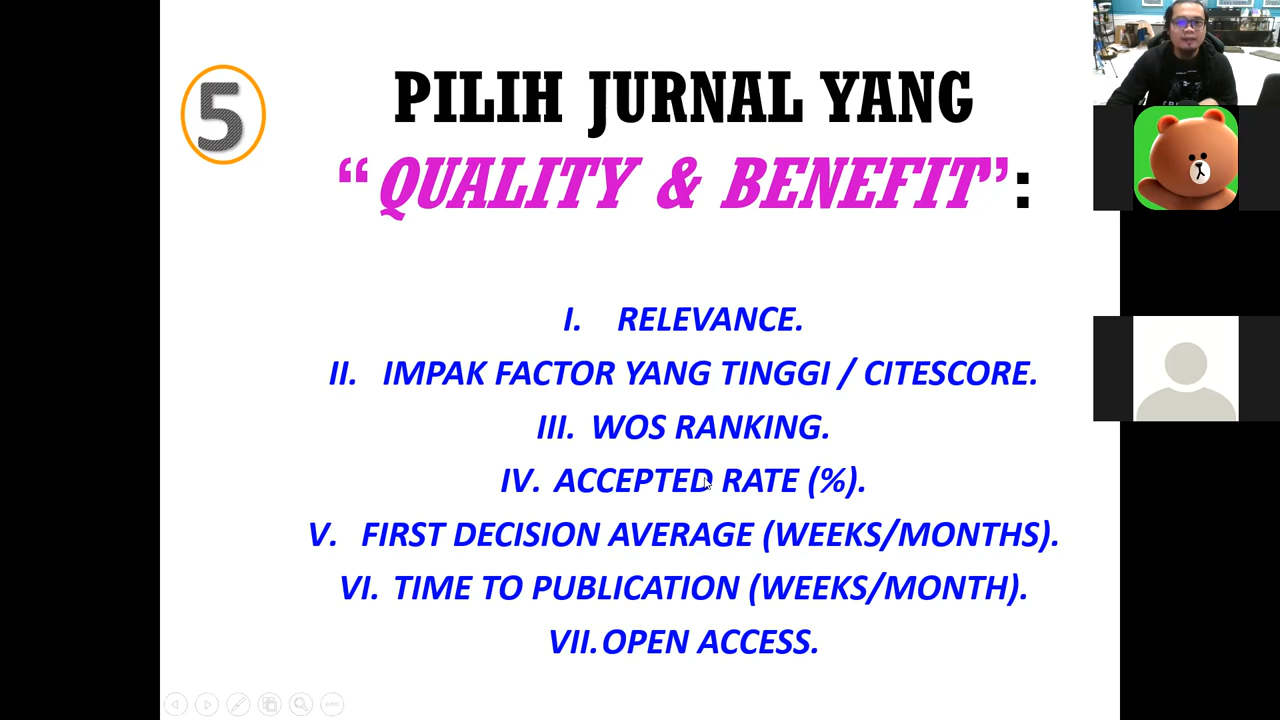 5
PILIH JURNAL YANG
“QUALITY & BENEFIT”:
I. RELEVANCE.
II. IMPAK FACTOR YANG TINGGI / CITESCORE.
III. WOS RANKING.
IV. ACCEPTED RATE (%).
V. FIRST DECISION AVERAGE (WEEKS/MONTHS).
VI. TIME TO PUBLICATION (WEEKS/MONTH).
VII. OPEN ACCESS.